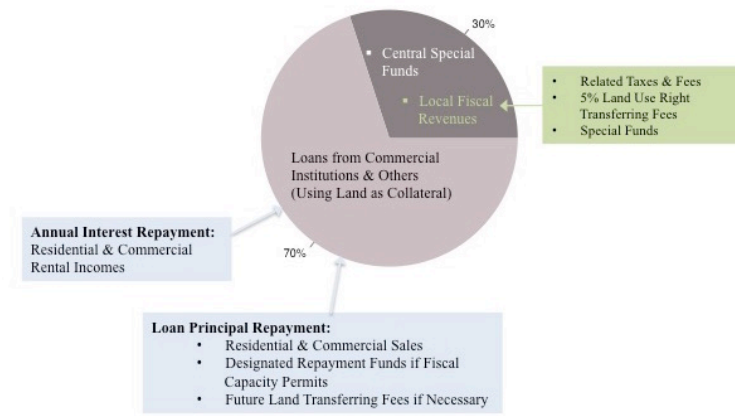 30%
▪ Central Special
Funds
▪ Local Fiscal
Revenues
• Related Taxes & Fees
• 5% Land Use Right
Transferring Fees
• Special Funds
Loans from Commercial
Institutions & Others
(Using Land as Collateral)
Annual Interest Repayment:
Residential & Commercial
Rental Incomes
70%
Loan Principal Repayment:
• Residential & Commercial Sales
• Designated Repayment Funds if Fiscal
Capacity Permits
• Future Land Transferring Fees if Necessary